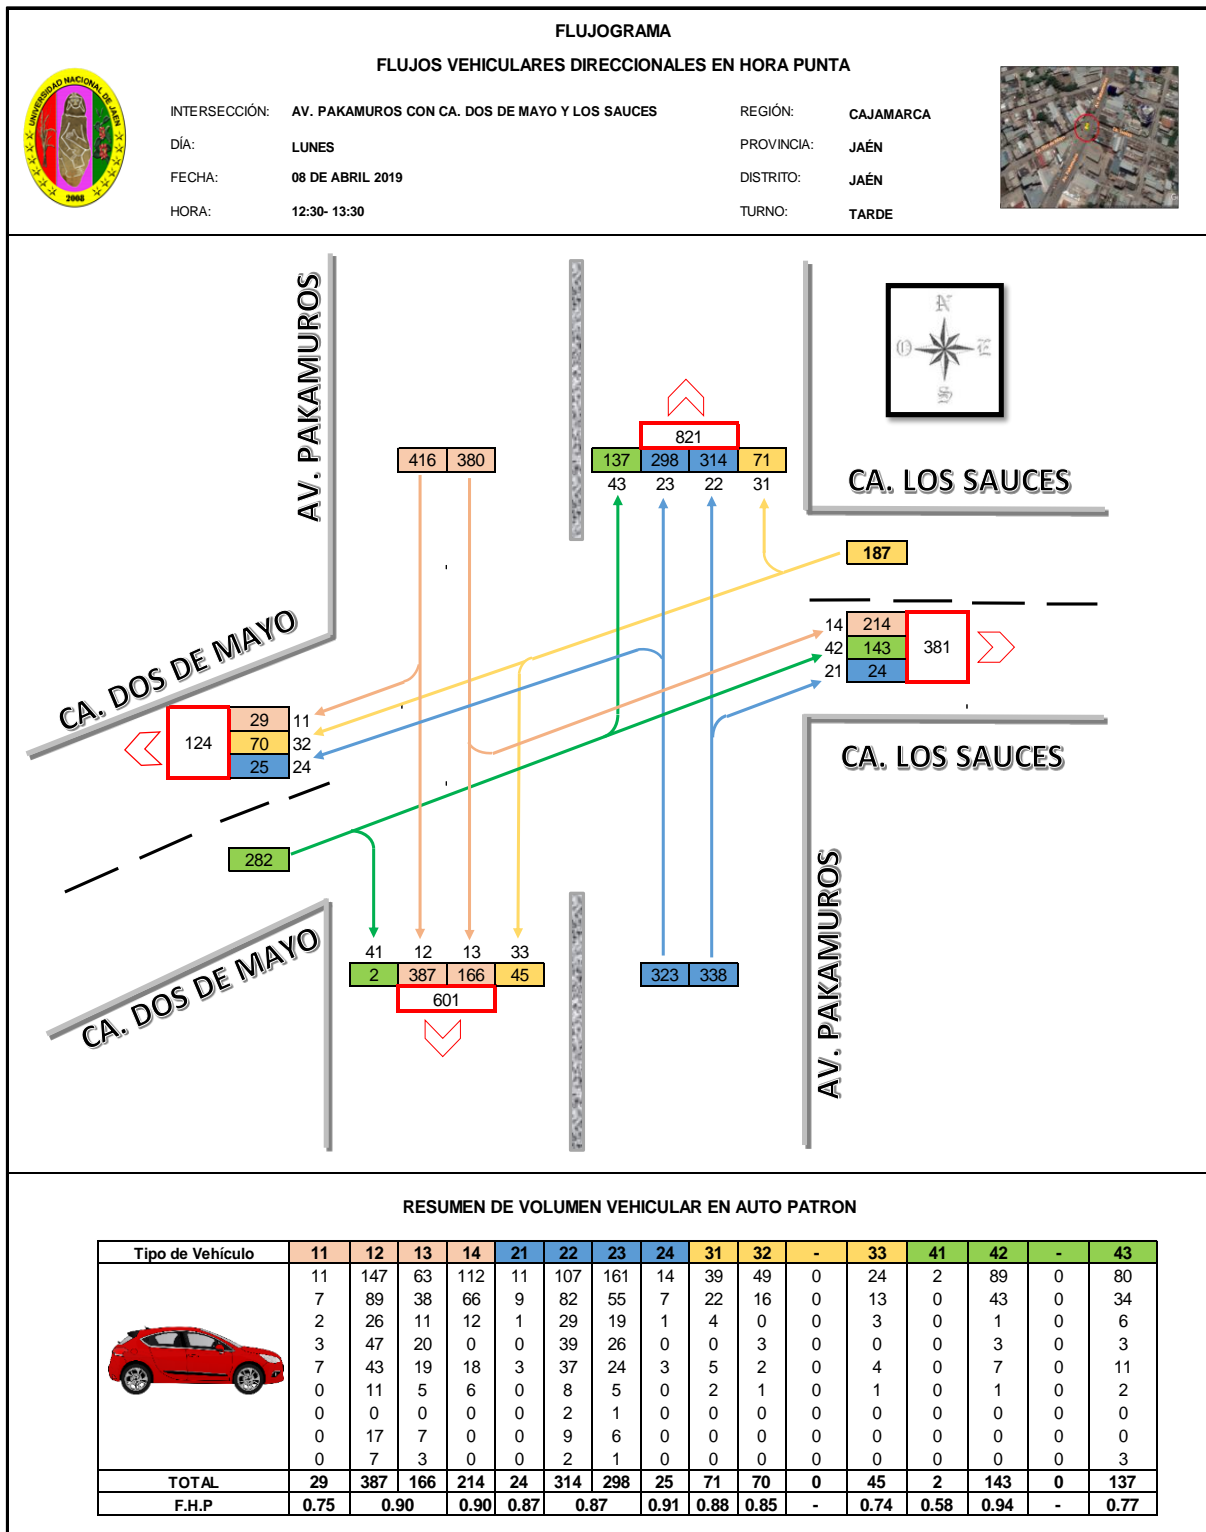 FLUJOGRAMA
FLUJOS VEHICULARES DIRECCIONALES EN HORA PUNTA
UNIVERSIDAD NACIONAL DE JAEN
2008
INTERSECCIÓN: AV. PAKAMUROS CON CA. DOS DE MAYO Y LOS SAUCES
REGIÓN: CAJAMARCA
DÍA: LUNES
PROVINCIA: JAÉN
FECHA: 08 DE ABRIL 2019
DISTRITO: JAÉN
HORA: 12:30- 13:30
TURNO: TARDE
AV. PAKAMUROS
N
O E
S
821
416 380
137 298 314 71
43 23 22 31
CA. LOS SAUCES
187
14 214
42 143 381
21 24
CA. DOS DE MAYO
29 11
124 70 32
25 24
CA. LOS SAUCES
282
AV. PAKAMUROS
CA. DOS DE MAYO
41 12 13 33
2 387 166 45
323 338
601
RESUMEN DE VOLUMEN VEHICULAR EN AUTO PATRON
Tipo de Vehículo 11 12 13 14 21 22 23 24 31 32 - 33 41 42 - 43
11 147 63 112 11 107 161 14 39 49 0 24 2 89 0 80
7 89 38 66 9 82 55 7 22 16 0 13 0 43 0 34
2 26 11 12 1 29 19 1 4 0 0 3 0 1 0 6
3 47 20 0 0 39 26 0 0 3 0 0 0 3 0 3
7 43 19 18 3 37 24 3 5 2 0 4 0 7 0 11
0 11 5 6 0 8 5 0 2 1 0 1 0 1 0 2
0 0 0 0 0 2 1 0 0 0 0 0 0 0 0 0
0 17 7 0 0 9 6 0 0 0 0 0 0 0 0 0
0 7 3 0 0 2 1 0 0 0 0 0 0 0 0 3
TOTAL 29 387 166 214 24 314 298 25 71 70 0 45 2 143 0 137
F.H.P 0.75 0.90 0.90 0.87 0.87 0.91 0.88 0.85 - 0.74 0.58 0.94 - 0.77